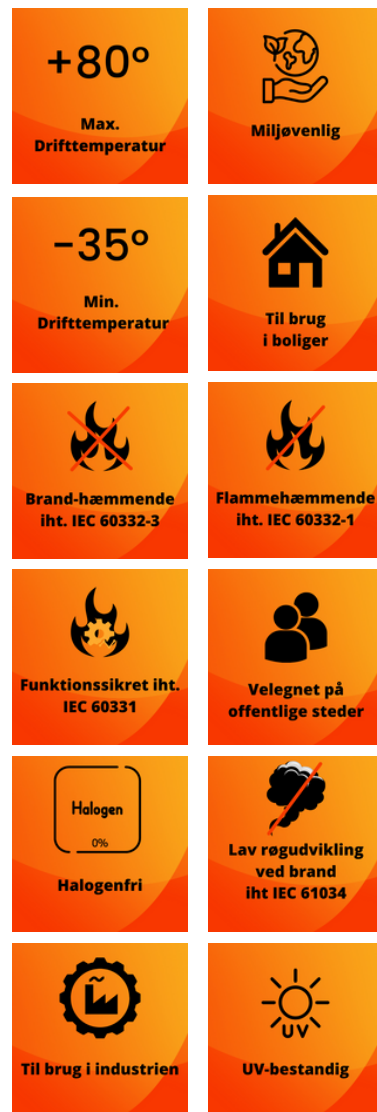 +80°
Max.
Drifttemperatur
Miljøvenlig
-35°
Min.
Drifttemperatur
Til brug
i boliger
Brand-hæmmende
iht. IEC 60332-3
Flammehæmmende
iht. IEC 60332-1
Funktionssikret iht.
IEC 60331
Velegnet på
offentlige steder
Halogen
0%
Halogenfri
Lav røgudvikling
ved brand
iht IEC 61034
Til brug i industrien
UV
UV-bestandig